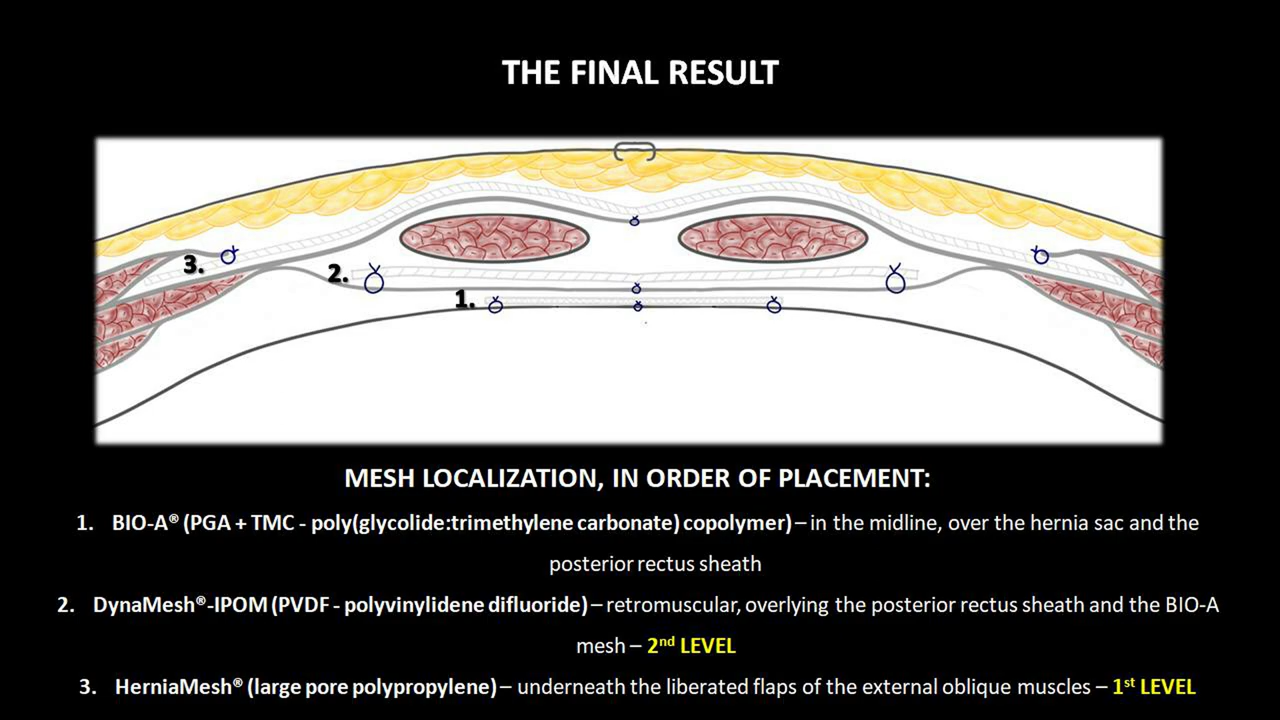 THE FINAL RESULT
3.
2.
1.
MESH LOCALIZATION, IN ORDER OF PLACEMENT:
1. BIO-A® (PGA + TMC - poly(glycolide:trimethylene carbonate) copolymer) – in the midline, over the hernia sac and the
posterior rectus sheath
2. DynaMesh®-IPOM (PVDF - polyvinylidene difluoride) – retromuscular, overlying the posterior rectus sheath and the BIO-A
mesh – 2nd LEVEL
3. HerniaMesh® (large pore polypropylene) – underneath the liberated flaps of the external oblique muscles – 1st LEVEL